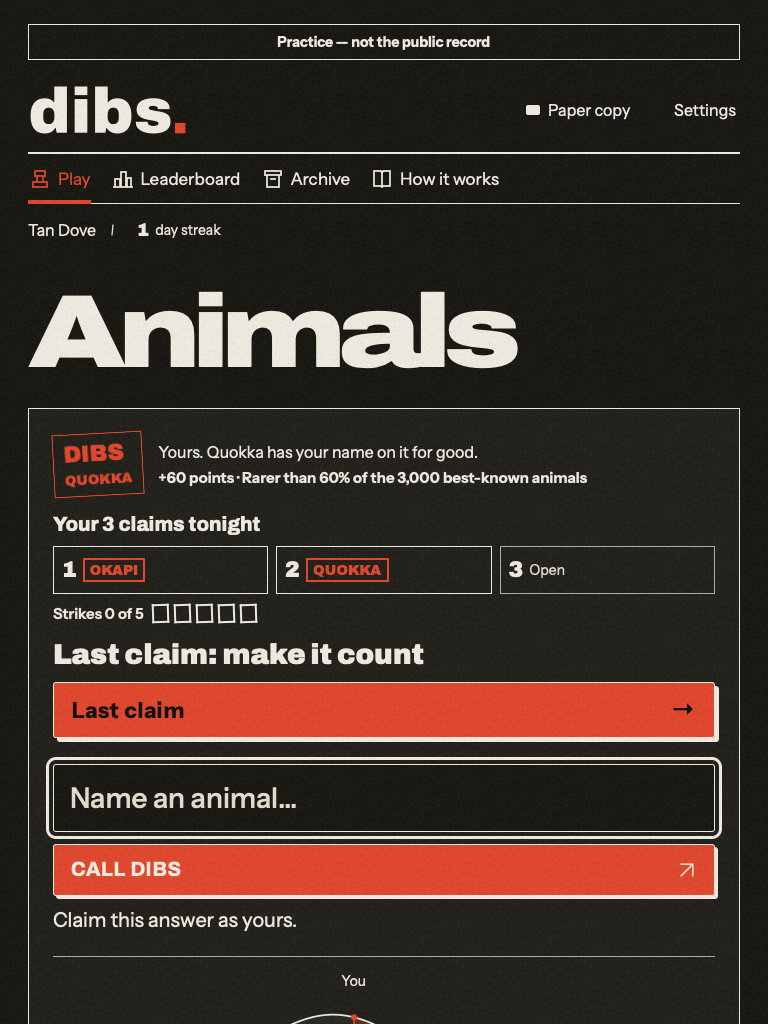 Practice — not the public record
dibs.
Paper copy
Settings
Play
Leaderboard
Archive
How it works
Tan Dove / 1 day streak
Animals
DIBS
QUOKKA
Yours. Quokka has your name on it for good.
+60 points · Rarer than 60% of the 3,000 best-known animals
Your 3 claims tonight
1 OKAPI
2 QUOKKA
3 Open
Strikes 0 of 5
Last claim: make it count
Last claim →
Name an animal...
CALL DIBS
Claim this answer as yours.
You